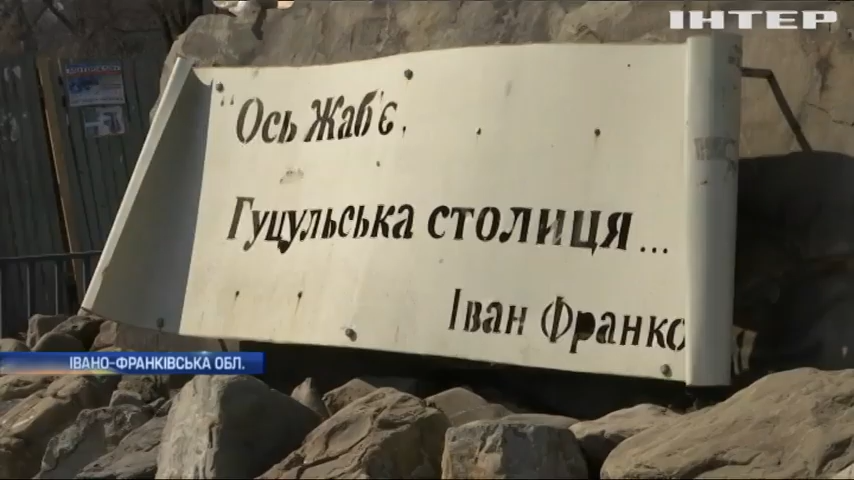 ІНТЕР
"Ось Жаб'є,
Гуцульська столиця...
Іван Франко
ІВАНО-ФРАНКІВСЬКА ОБЛ.